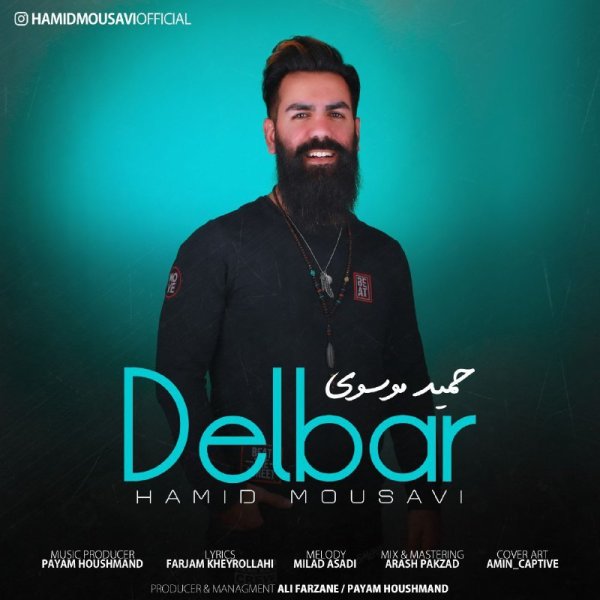 HAMIDMOUSAVIOFFICIAL
حمید موسوی
Delbar
HAMID MOUSAVI
MUSIC PRODUCER
PAYAM HOUSHMAND
LYRICS
FARJAM KHEYROLLAHI
MELODY
MILAD ASADI
MIX & MASTERING
ARASH PAKZAD
COVER ART
AMIN_CAPTIVE
PRODUCER & MANAGMENT ALI FARZANE / PAYAM HOUSHMAND